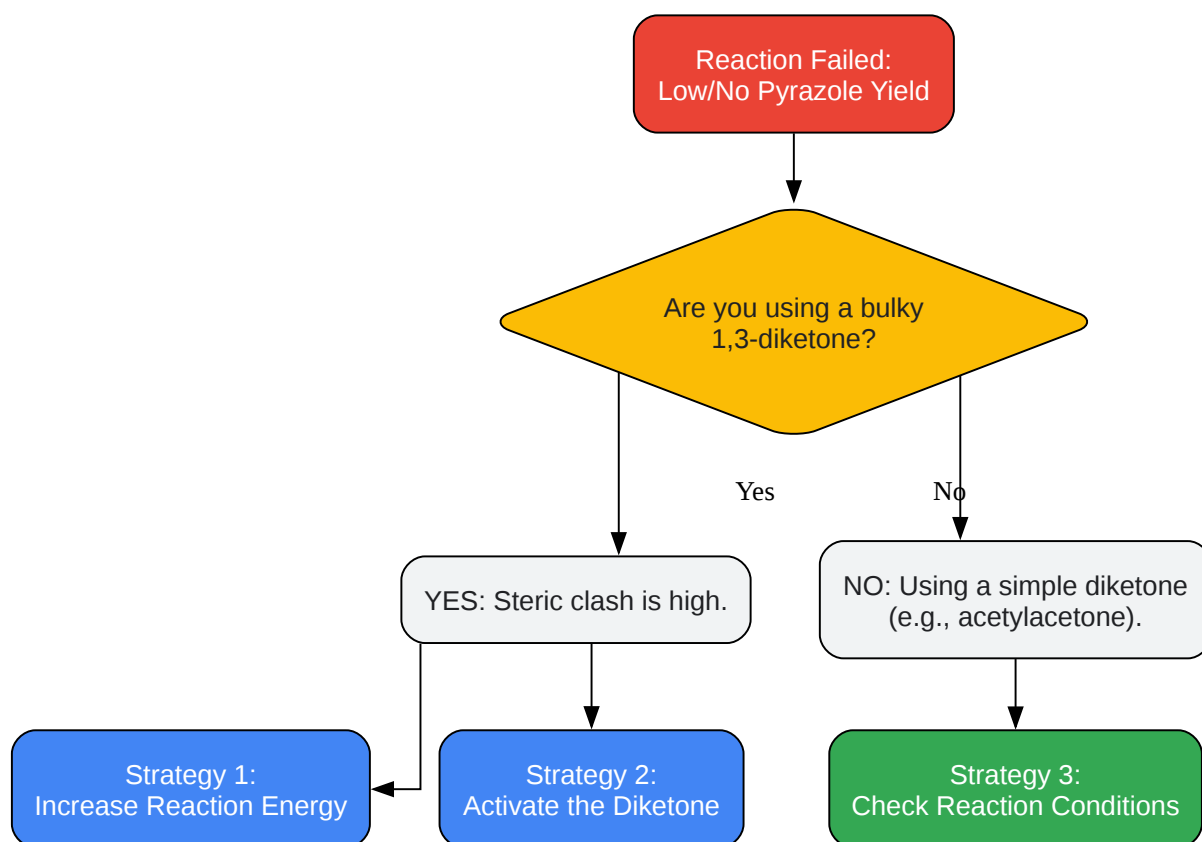 Reaction Failed:
Low/No Pyrazole Yield
Are you using a bulky
1,3-diketone?
Yes
No
YES: Steric clash is high.
NO: Using a simple diketone
(e.g., acetylacetone).
Strategy 1:
Increase Reaction Energy
Strategy 2:
Activate the Diketone
Strategy 3:
Check Reaction Conditions